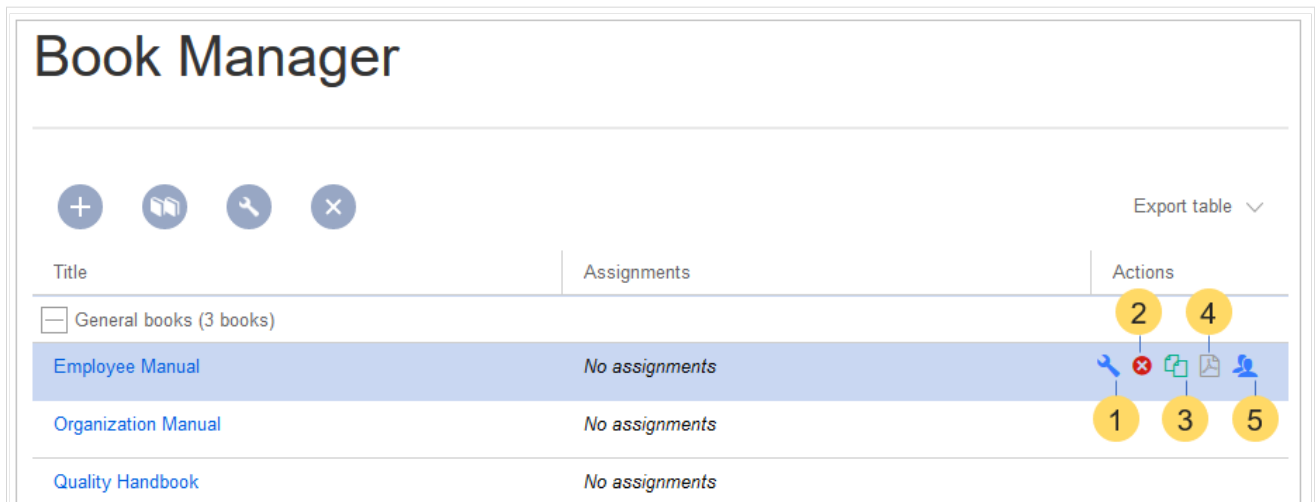 Book Manager
Export table
Title Assignments Actions
General books (3 books)
2 4
Employee Manual No assignments
1 3 5
Organization Manual No assignments
Quality Handbook No assignments